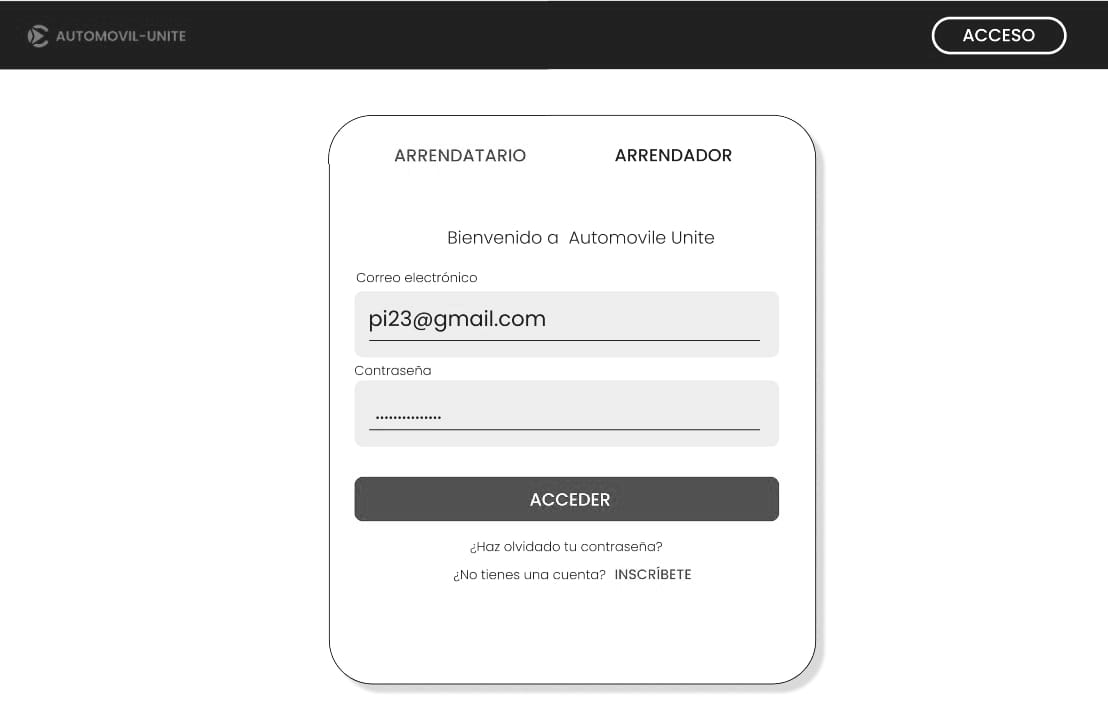 AUTOMOVIL-UNITE
ACCESO
ARRENDATARIO
ARRENDADOR
Bienvenido a Automovile Unite
Correo electrónico
pi23@gmail.com
Contraseña
...............
ACCEDER
¿Haz olvidado tu contraseña?
¿No tienes una cuenta? INSCRÍBETE